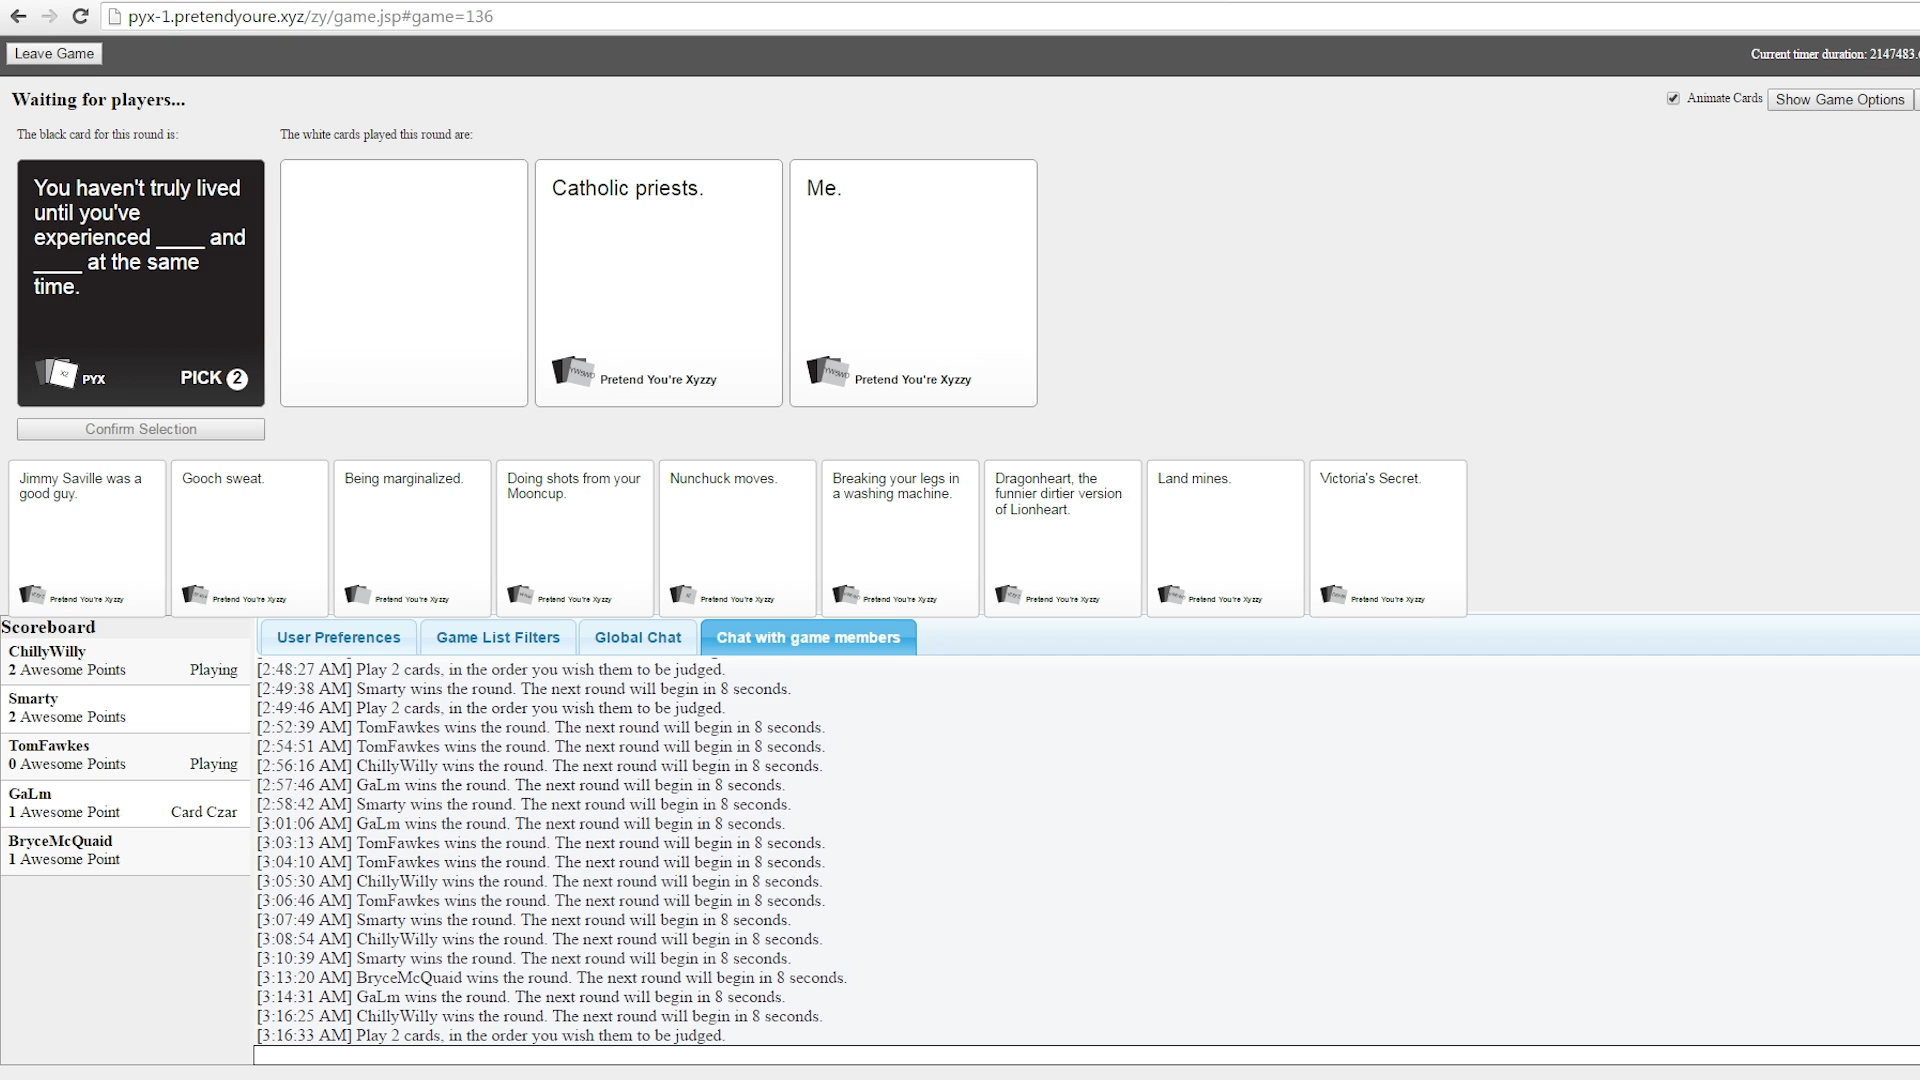 pyx-1.pretendyoure.xyz/zy/game.jsp#game=136
Leave Game
Current timer duration: 2147483.
Waiting for players...
Animate Cards
Show Game Options
The black card for this round is:
The white cards played this round are:
You haven't truly lived
until you've
experienced ____ and
____ at the same
time.
PYX
PICK 2
Catholic priests.
Pretend You're Xyzzy
Me.
Pretend You're Xyzzy
Confirm Selection
Jimmy Saville was a
good guy.
Pretend You're Xyzzy
Gooch sweat.
Pretend You're Xyzzy
Being marginalized.
Pretend You're Xyzzy
Doing shots from your
Mooncup.
Pretend You're Xyzzy
Nunchuck moves.
Pretend You're Xyzzy
Breaking your legs in
a washing machine.
Pretend You're Xyzzy
Dragonheart, the
funnier dirtier version
of Lionheart.
Pretend You're Xyzzy
Land mines.
Pretend You're Xyzzy
Victoria's Secret.
Pretend You're Xyzzy
Scoreboard
ChillyWilly
2 Awesome Points Playing
Smarty
2 Awesome Points
TomFawkes
0 Awesome Points Playing
GaLm
1 Awesome Point Card Czar
BryceMcQuaid
1 Awesome Point
User Preferences
Game List Filters
Global Chat
Chat with game members
[2:48:27 AM] Play 2 cards, in the order you wish them to be judged.
[2:49:38 AM] Smarty wins the round. The next round will begin in 8 seconds.
[2:49:46 AM] Play 2 cards, in the order you wish them to be judged.
[2:52:39 AM] TomFawkes wins the round. The next round will begin in 8 seconds.
[2:54:51 AM] TomFawkes wins the round. The next round will begin in 8 seconds.
[2:56:16 AM] ChillyWilly wins the round. The next round will begin in 8 seconds.
[2:57:46 AM] GaLm wins the round. The next round will begin in 8 seconds.
[2:58:42 AM] Smarty wins the round. The next round will begin in 8 seconds.
[3:01:06 AM] GaLm wins the round. The next round will begin in 8 seconds.
[3:03:13 AM] TomFawkes wins the round. The next round will begin in 8 seconds.
[3:04:10 AM] TomFawkes wins the round. The next round will begin in 8 seconds.
[3:05:30 AM] ChillyWilly wins the round. The next round will begin in 8 seconds.
[3:06:46 AM] TomFawkes wins the round. The next round will begin in 8 seconds.
[3:07:49 AM] Smarty wins the round. The next round will begin in 8 seconds.
[3:08:54 AM] ChillyWilly wins the round. The next round will begin in 8 seconds.
[3:10:39 AM] Smarty wins the round. The next round will begin in 8 seconds.
[3:13:20 AM] BryceMcQuaid wins the round. The next round will begin in 8 seconds.
[3:14:31 AM] GaLm wins the round. The next round will begin in 8 seconds.
[3:16:25 AM] ChillyWilly wins the round. The next round will begin in 8 seconds.
[3:16:33 AM] Play 2 cards, in the order you wish them to be judged.